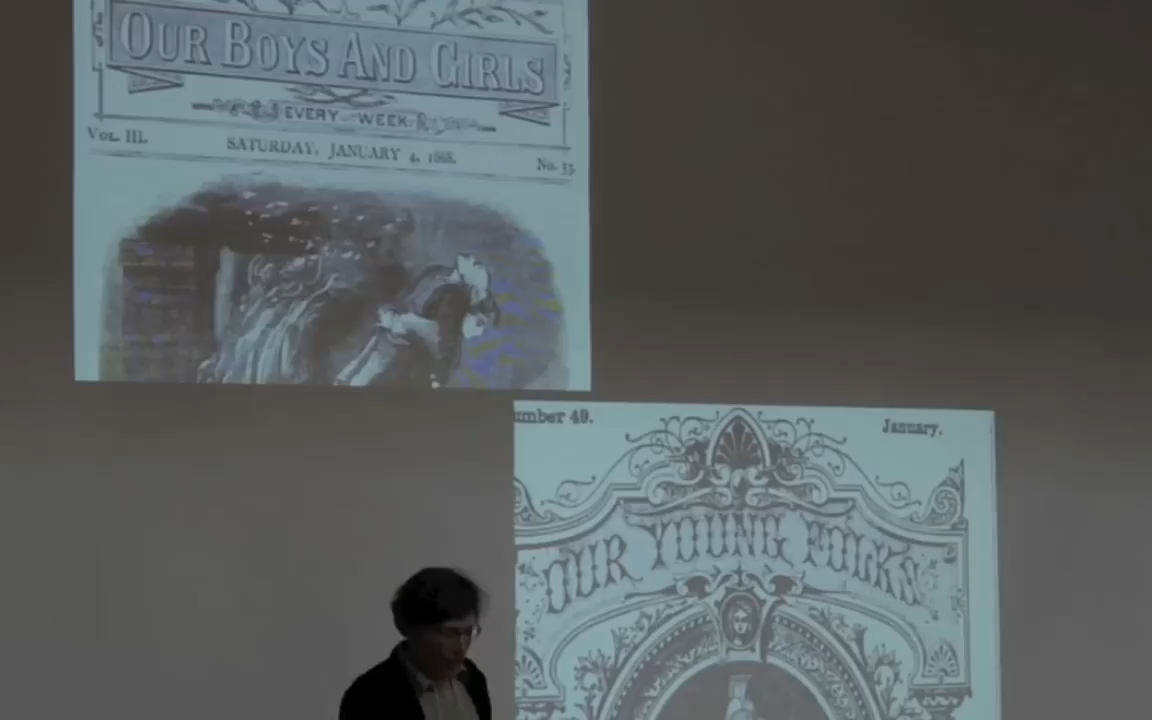 OUR BOYS AND GIRLS
EVERY WEEK
VOL. III.
SATURDAY, JANUARY 4, 1868.
No. 53.
umber 49.
January.
OUR YOUNG FOLKS